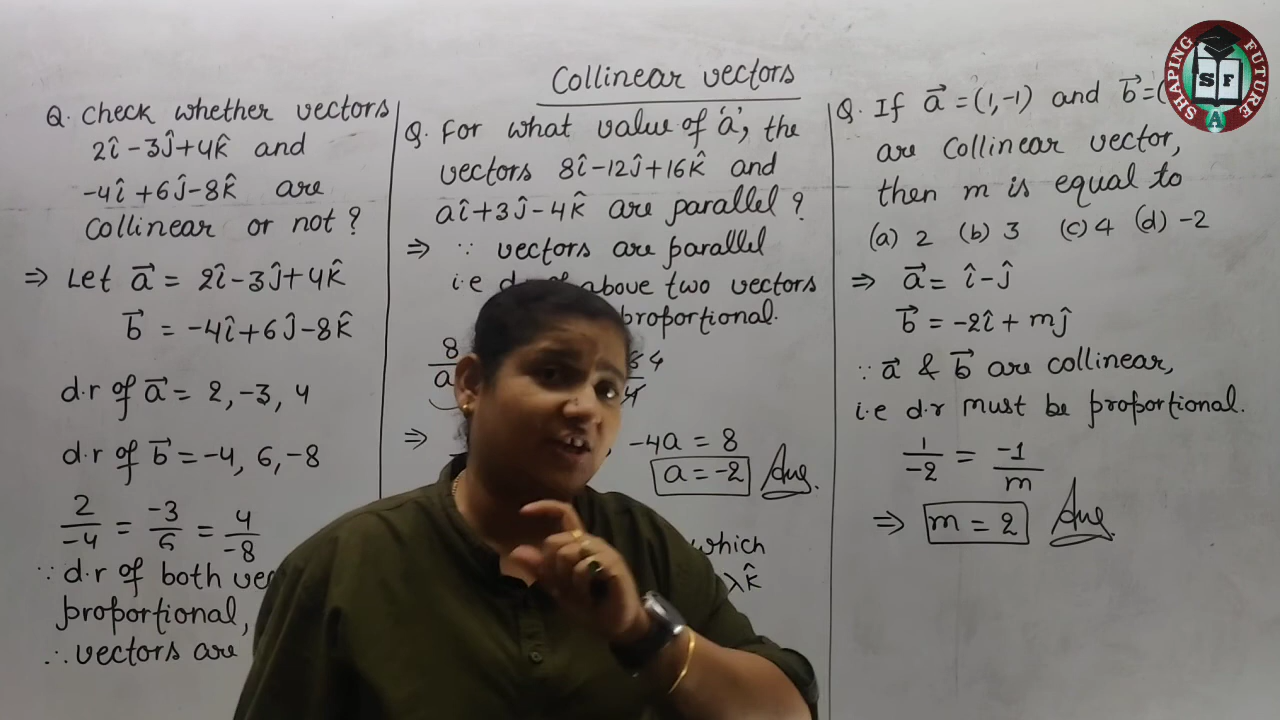 Collinear vectors
Q. Check whether vectors
2î - 3ĵ + 4k̂ and
-4î + 6ĵ - 8k̂ are
collinear or not ?
⇒ Let a⃗ = 2î - 3ĵ + 4k̂
b⃗ = -4î + 6ĵ - 8k̂
d.r of a⃗ = 2, -3, 4
d.r of b⃗ = -4, 6, -8
2/-4 = -3/6 = 4/-8
∵ d.r of both
proportional,
∴ vectors are
Q. For what value of 'a', the
vectors 8î - 12ĵ + 16k̂ and
aî + 3ĵ - 4k̂ are parallel ?
⇒ ∵ vectors are parallel
i.e above two vectors
proportional.
8/a 4
⇒ -4a = 8
a = -2 Ans.
which
λk̂
Q. If a⃗ = (1, -1) and b⃗ = (
are collinear vector,
then m is equal to
(a) 2 (b) 3 (c) 4 (d) -2
⇒ a⃗ = î - ĵ
b⃗ = -2î + mĵ
∵ a⃗ & b⃗ are collinear,
i.e d.r must be proportional.
1/-2 = -1/m
⇒ m = 2 Ans
SHAPING FUTURE
S F
A